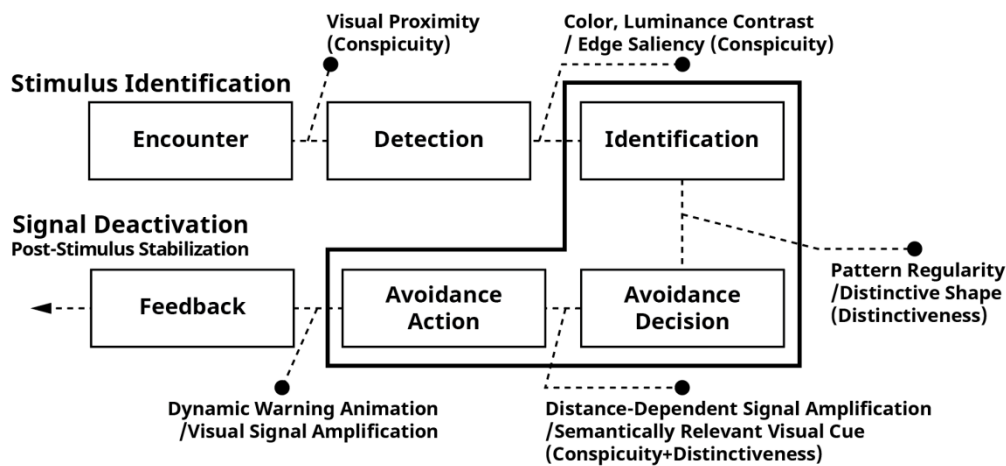 Visual Proximity
(Conspicuity)
Color, Luminance Contrast
/ Edge Saliency (Conspicuity)
Stimulus Identification
Encounter
Detection
Identification
Signal Deactivation
Post-Stimulus Stabilization
Pattern Regularity
/Distinctive Shape
(Distinctiveness)
Feedback
Avoidance
Action
Avoidance
Decision
Dynamic Warning Animation
/Visual Signal Amplification
Distance-Dependent Signal Amplification
/Semantically Relevant Visual Cue
(Conspicuity+Distinctiveness)